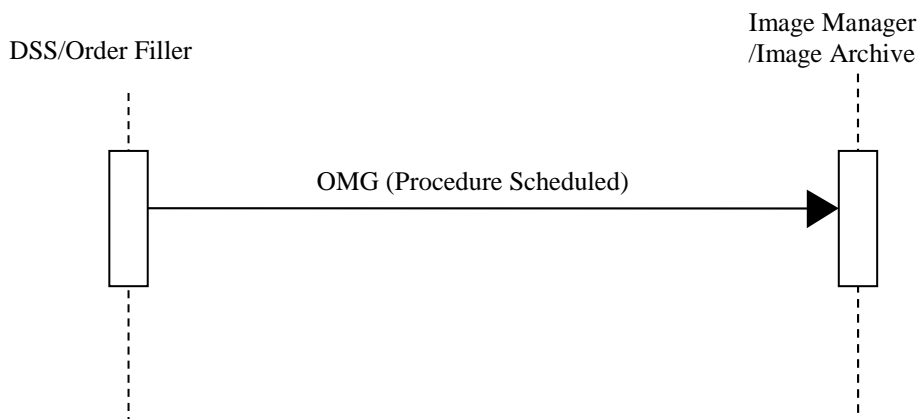 DSS/Order Filler
Image Manager
/Image Archive
OMG (Procedure Scheduled)